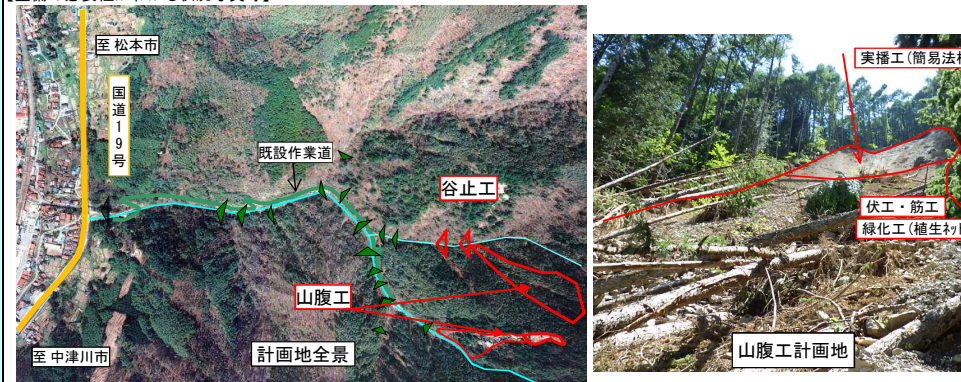 至 松本市
国道19号
既設作業道
谷止工
山腹工
至 中津川市
計画地全景
実播工(簡易法枠
伏工・筋工
緑化工(植生ネット
山腹工計画地